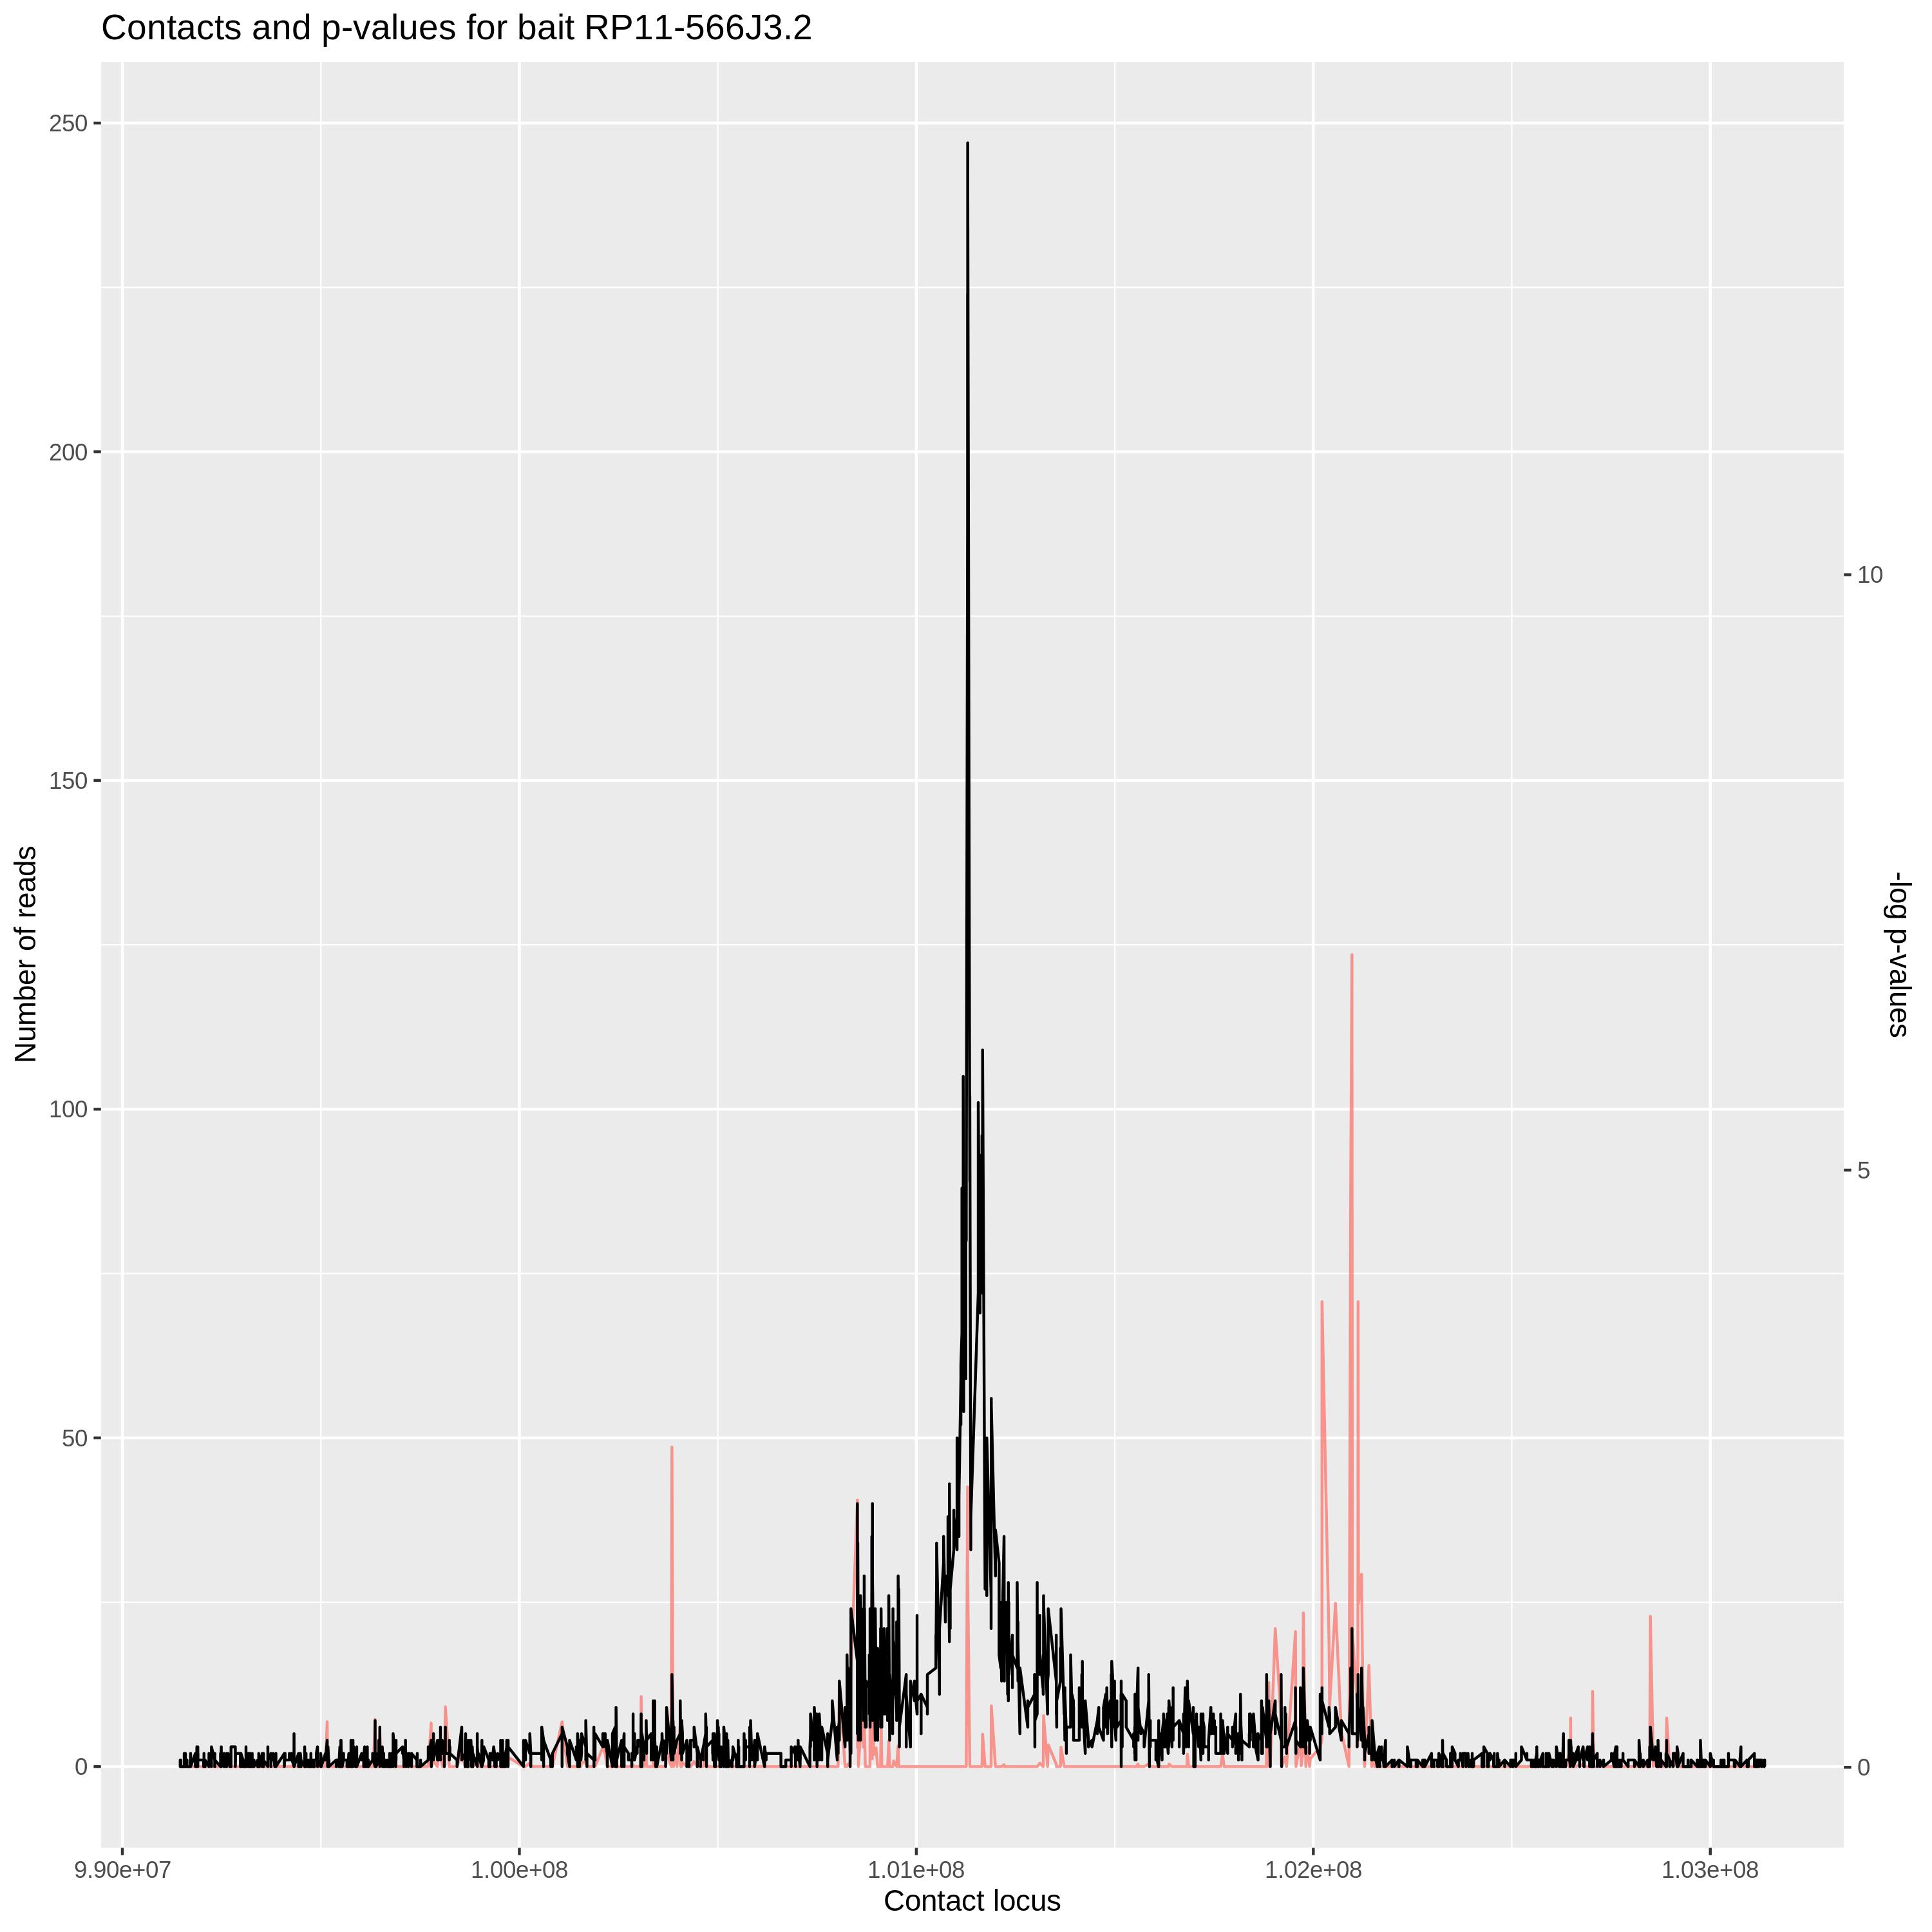 Contacts and p-values for bait RP11-566J3.2
250
200
150
100
50
0
Number of reads
10
5
0
-log p-values
9.90e+07
1.00e+08
1.01e+08
1.02e+08
1.03e+08
Contact locus